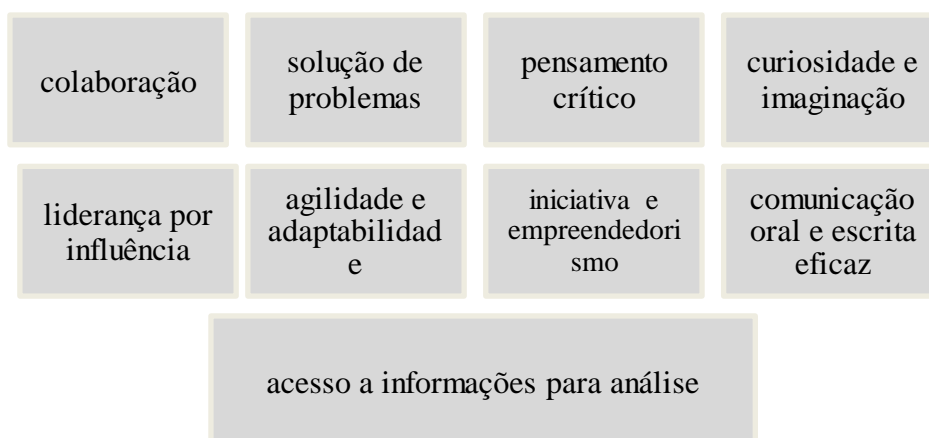 colaboração
solução de
problemas
pensamento
crítico
curiosidade e
imaginação
liderança por
influência
agilidade e
adaptabilidad
e
iniciativa e
empreendedori
smo
comunicação
oral e escrita
eficaz
acesso a informações para análise